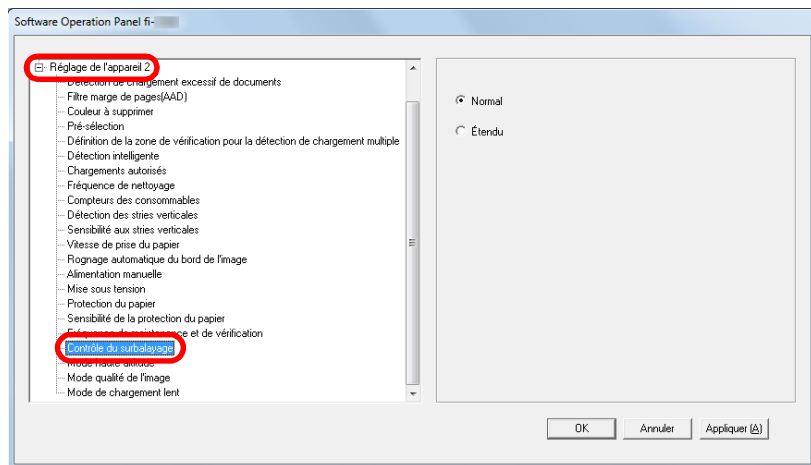 Software Operation Panel fi-
Réglage de l'appareil 2
Détection de chargement excessif de documents
Filtre marge de pages(AAD)
Couleur à supprimer
Pré-sélection
Définition de la zone de vérification pour la détection de chargement multiple
Détection intelligente
Chargements autorisés
Fréquence de nettoyage
Compteurs des consommables
Détection des stries verticales
Sensibilité aux stries verticales
Vitesse de prise du papier
Rognage automatique du bord de l'image
Alimentation manuelle
Mise sous tension
Protection du papier
Sensibilité de la protection du papier
Fréquence de maintenance et de vérification
Contrôle du surbalayage
Mode haute altitude
Mode qualité de l'image
Mode de chargement lent
Normal
Étendu
OK
Annuler
Appliquer (A)